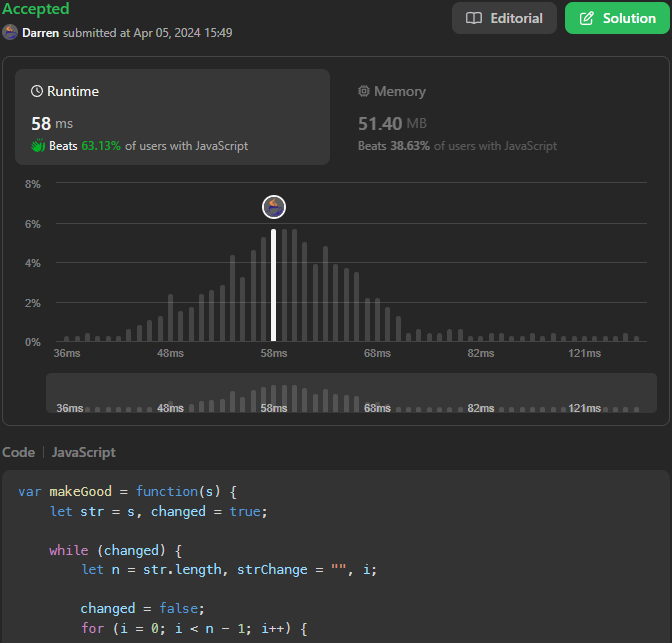 Accepted
Darren submitted at Apr 05, 2024 15:49
Editorial
Solution
Runtime
58 ms
Beats 63.13% of users with JavaScript
Memory
51.40 MB
Beats 38.63% of users with JavaScript
8%
6%
4%
2%
0%
36ms 48ms 58ms 68ms 82ms 121ms
36ms 48ms 58ms 68ms 82ms 121ms
Code | JavaScript
var makeGood = function(s) {
    let str = s, changed = true;
    while (changed) {
        let n = str.length, strChange = "", i;
        changed = false;
        for (i = 0; i < n - 1; i++) {